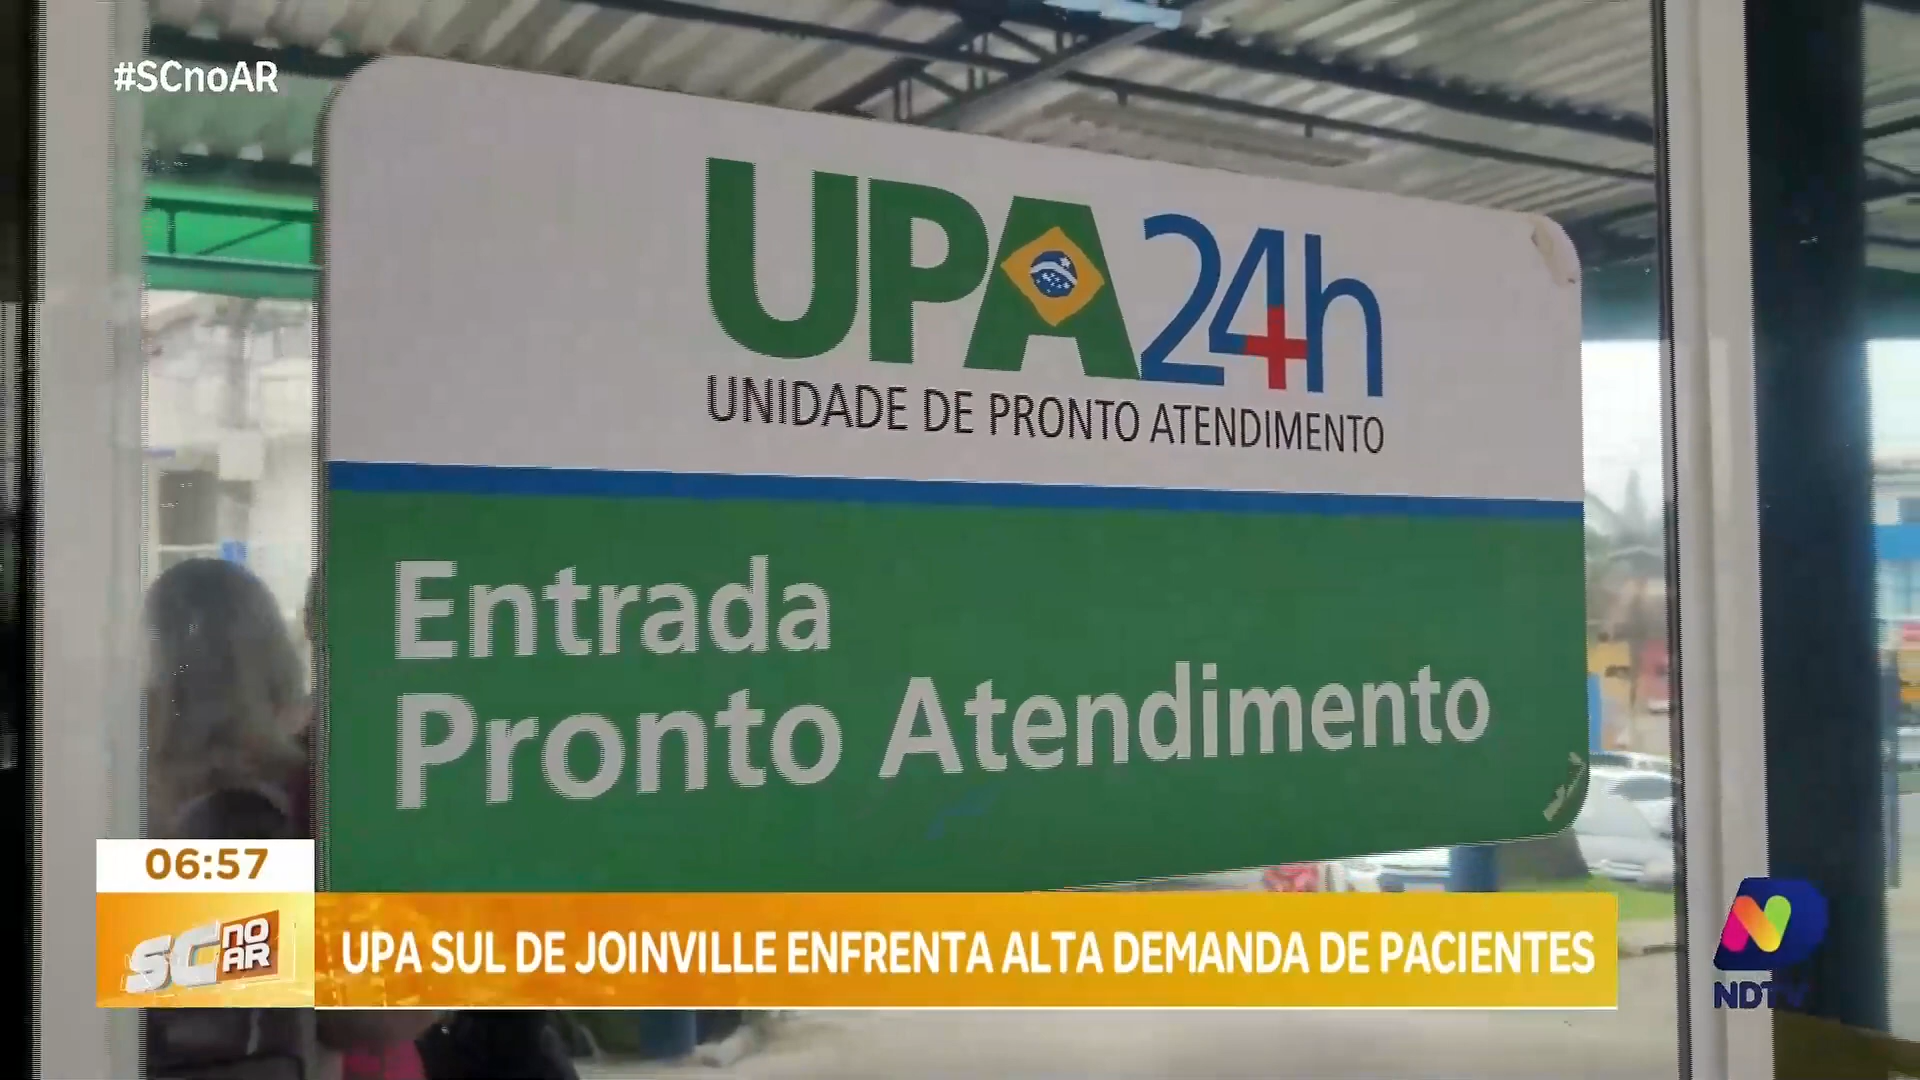 #SCnoAR
UPA24h
UNIDADE DE PRONTO ATENDIMENTO
Entrada
Pronto Atendimento
06:57
SC NO AR
UPA SUL DE JOINVILLE ENFRENTA ALTA DEMANDA DE PACIENTES
N
NDTV